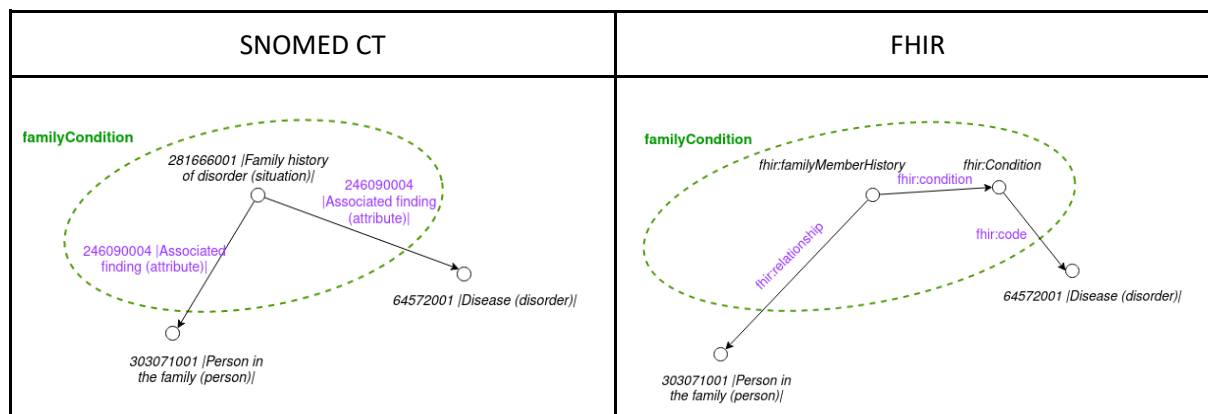 SNOMED CT
FHIR
familyCondition
281666001 |Family history
of disorder (situation)|
246090004
|Associated finding
(attribute)|
246090004 |Associated
finding (attribute)|
64572001 |Disease (disorder)|
303071001 |Person in
the family (person)|
familyCondition
fhir:familyMemberHistory
fhir:Condition
fhir:condition
fhir:relationship
fhir:code
64572001 |Disease (disorder)|
303071001 |Person in
the family (person)|